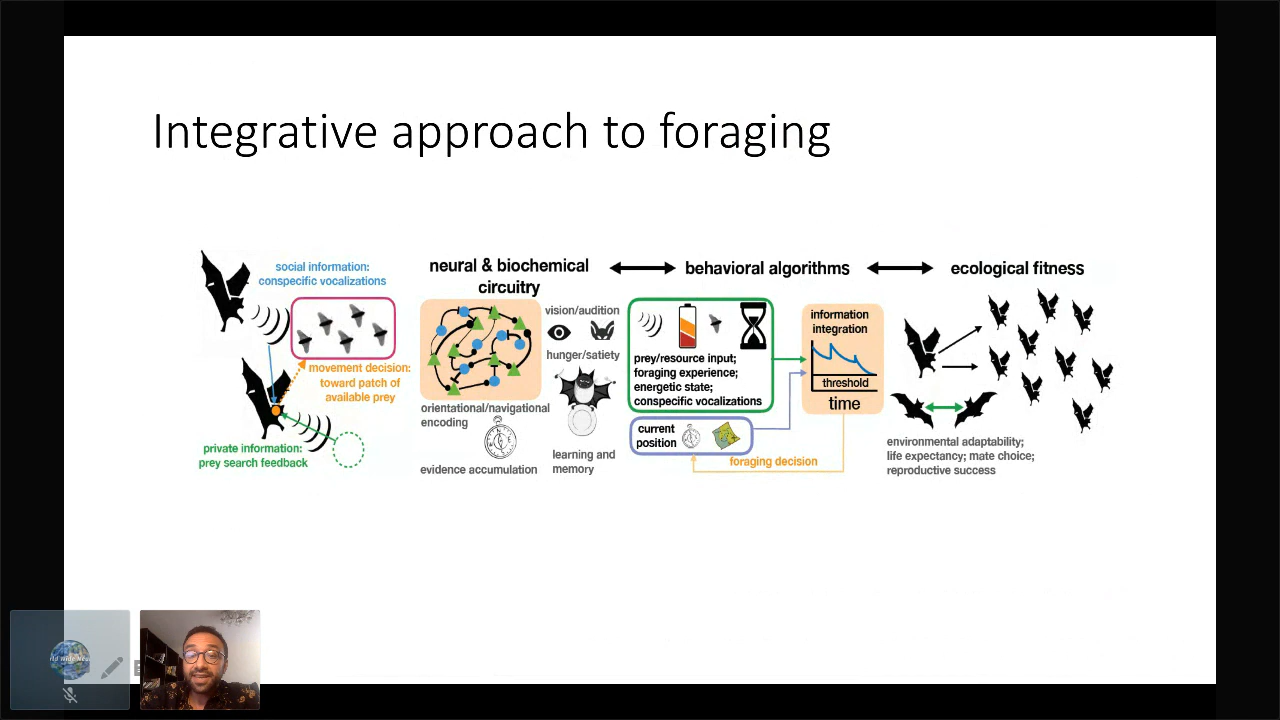 Integrative approach to foraging
social information:
conspecific vocalizations
movement decision:
toward patch of
available prey
private information:
prey search feedback
neural & biochemical
circuitry
vision/audition
hunger/satiety
orientational/navigational
encoding
evidence accumulation
learning and
memory
behavioral algorithms
prey/resource input;
foraging experience;
energetic state;
conspecific vocalizations
current
position
information
integration
threshold
time
foraging decision
ecological fitness
environmental adaptability;
life expectancy; mate choice;
reproductive success